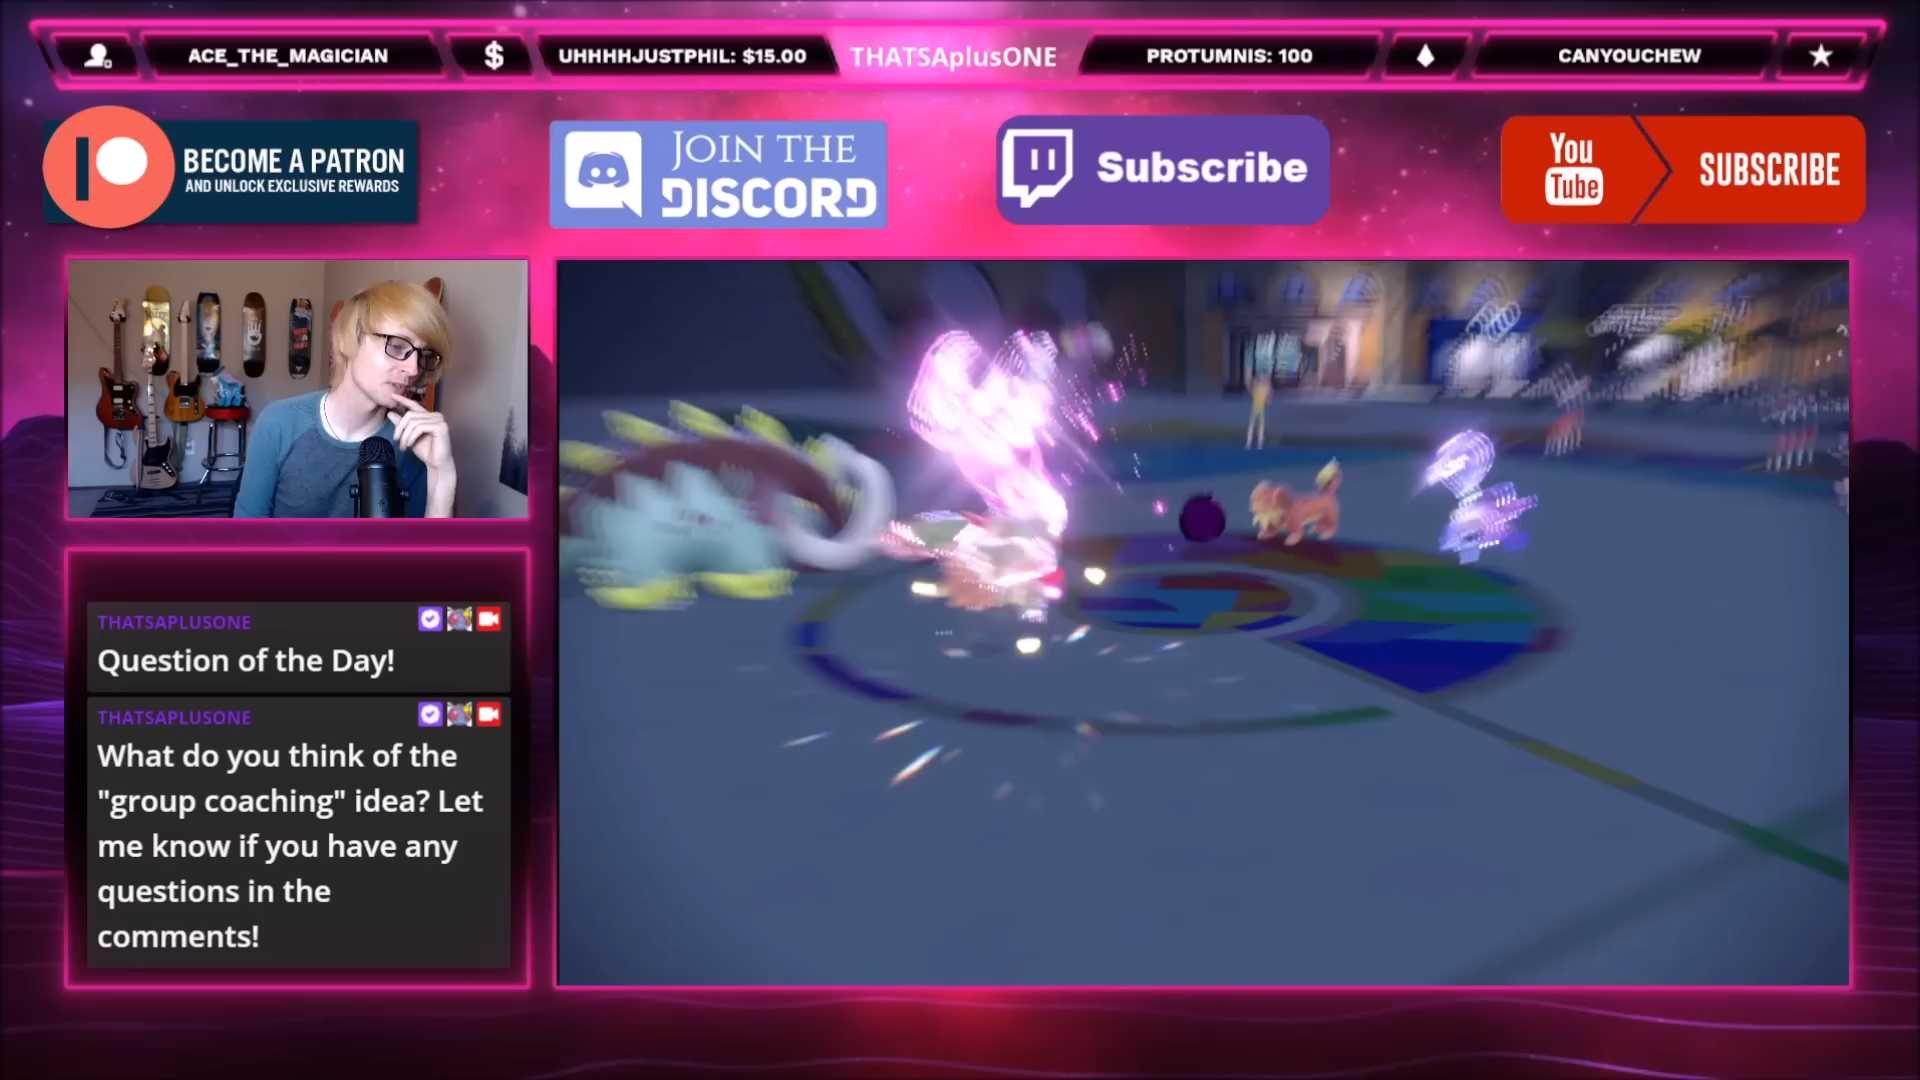 ACE_THE_MAGICIAN
$
UHHHHJUSTPHIL: $15.00
THATSAplusONE
PROTUMNIS: 100
CANYOUCHEW
BECOME A PATRON
AND UNLOCK EXCLUSIVE REWARDS
JOIN THE
DISCORD
Subscribe
You
Tube
SUBSCRIBE
THATSAPLUSONE
Question of the Day!
THATSAPLUSONE
What do you think of the
"group coaching" idea? Let
me know if you have any
questions in the
comments!